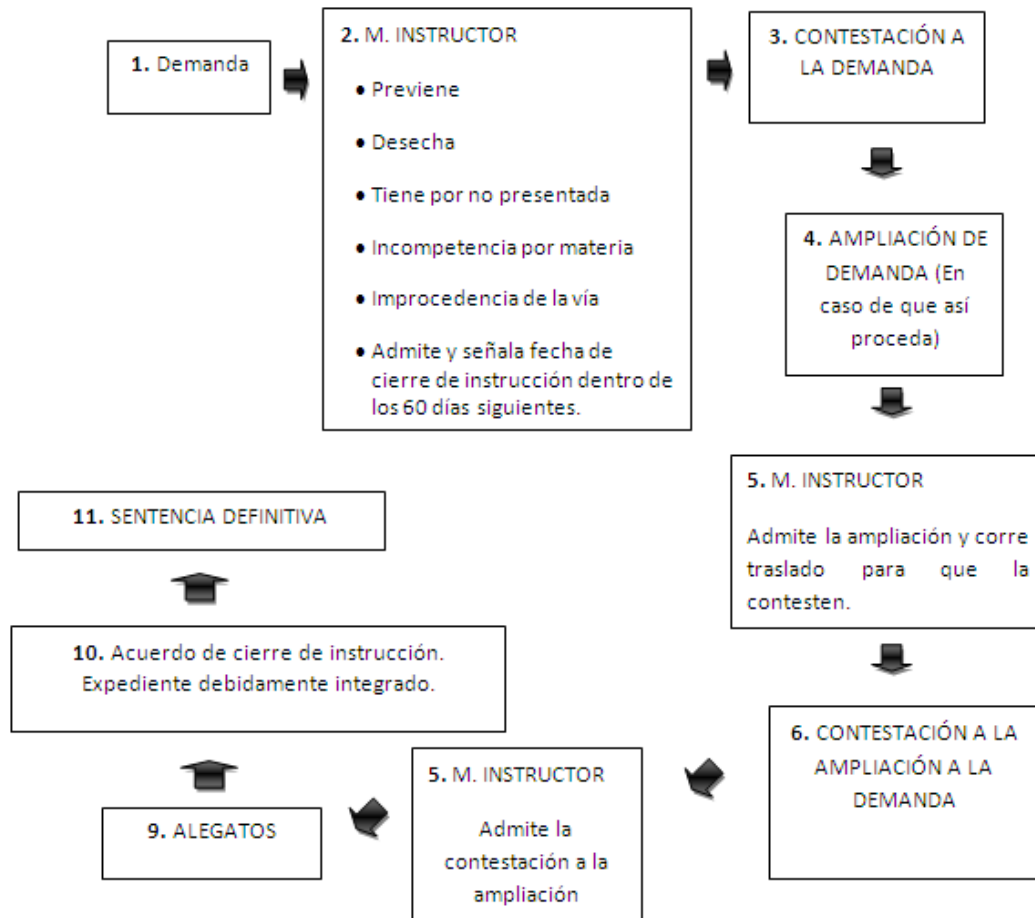 1. Demanda
2. M. INSTRUCTOR
• Previene
• Desecha
• Tiene por no presentada
• Incompetencia por materia
• Improcedencia de la vía
• Admite y señala fecha de
cierre de instrucción dentro de
los 60 días siguientes.
3. CONTESTACIÓN A
LA DEMANDA
4. AMPLIACIÓN DE
DEMANDA (En
caso de que así
proceda)
5. M. INSTRUCTOR
Admite la ampliación y corre
traslado para que la
contesten.
6. CONTESTACIÓN A LA
AMPLIACIÓN A LA
DEMANDA
5. M. INSTRUCTOR
Admite la
contestación a la
ampliación
9. ALEGATOS
10. Acuerdo de cierre de instrucción.
Expediente debidamente integrado.
11. SENTENCIA DEFINITIVA